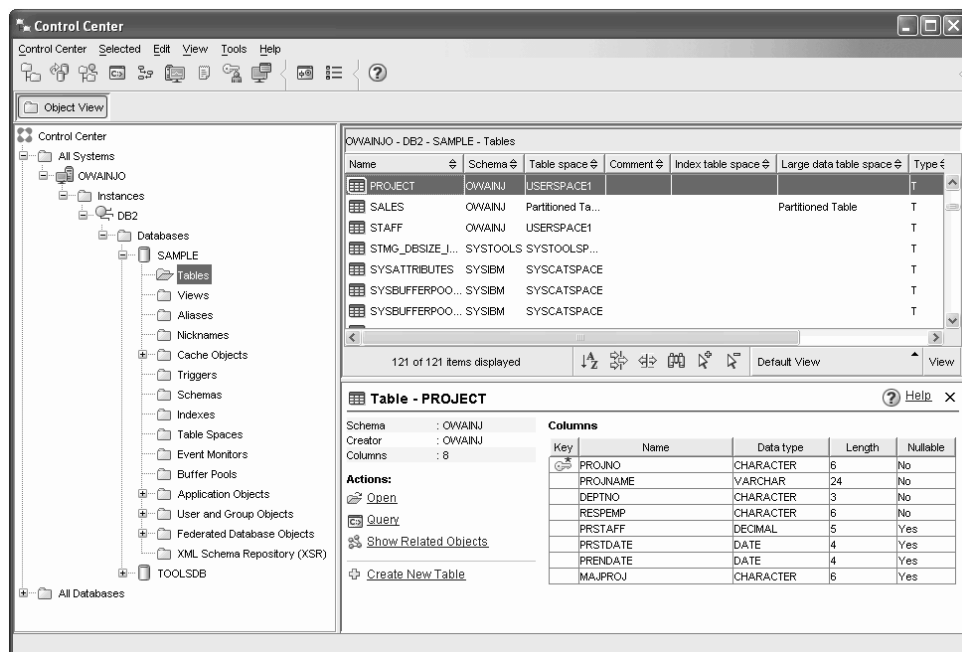 Control Center
Control Center Selected Edit View Tools Help
Object View
Control Center
All Systems
OWAINJO
Instances
DB2
Databases
SAMPLE
Tables
Views
Aliases
Nicknames
Cache Objects
Triggers
Schemas
Indexes
Table Spaces
Event Monitors
Buffer Pools
Application Objects
User and Group Objects
Federated Database Objects
XML Schema Repository (XSR)
TOOLSDB
All Databases
OWAINJO - DB2 - SAMPLE - Tables
Name Schema Table space Comment Index table space Large data table space Type
PROJECT OWAINJ USERSPACE1 T
SALES OWAINJ Partitioned Ta... Partitioned Table T
STAFF OWAINJ USERSPACE1 T
STMG_DBSIZE_I... SYSTOOLS SYSTOOLSP... T
SYSATTRIBUTES SYSIBM SYSCATSPACE T
SYSBUFFERPOO... SYSIBM SYSCATSPACE T
SYSBUFFERPOO... SYSIBM SYSCATSPACE T
121 of 121 items displayed Default View View
Table - PROJECT Help
Schema : OWAINJ
Creator : OWAINJ
Columns : 8
Actions:
Open
Query
Show Related Objects
Create New Table
Columns
Key Name Data type Length Nullable
PROJNO CHARACTER 6 No
PROJNAME VARCHAR 24 No
DEPTNO CHARACTER 3 No
RESPEMP CHARACTER 6 No
PRSTAFF DECIMAL 5 Yes
PRSTDATE DATE 4 Yes
PRENDATE DATE 4 Yes
MAJPROJ CHARACTER 6 Yes